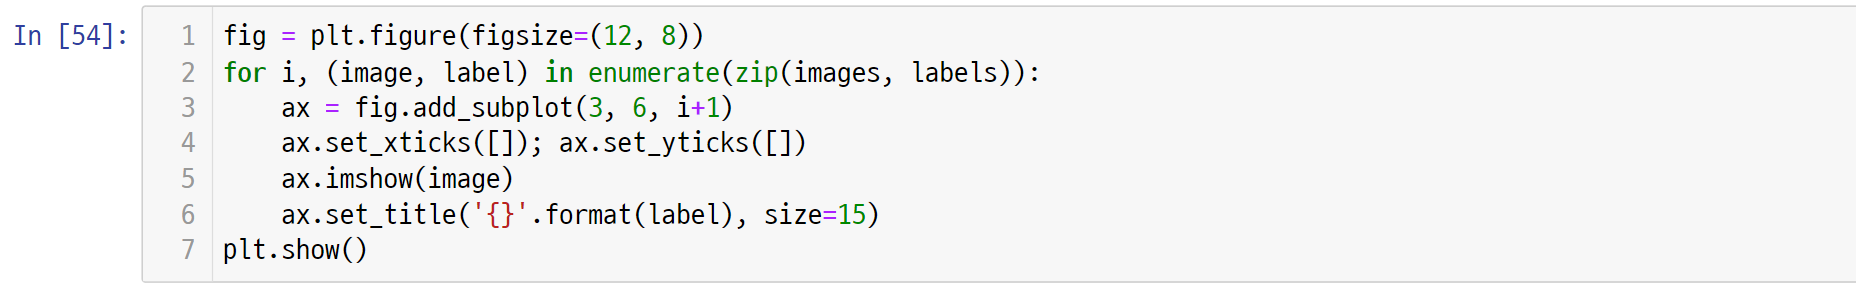 In [54]:
1 fig = plt.figure(figsize=(12, 8))
2 for i, (image, label) in enumerate(zip(images, labels)):
3     ax = fig.add_subplot(3, 6, i+1)
4     ax.set_xticks([]); ax.set_yticks([])
5     ax.imshow(image)
6     ax.set_title('{}'.format(label), size=15)
7 plt.show()